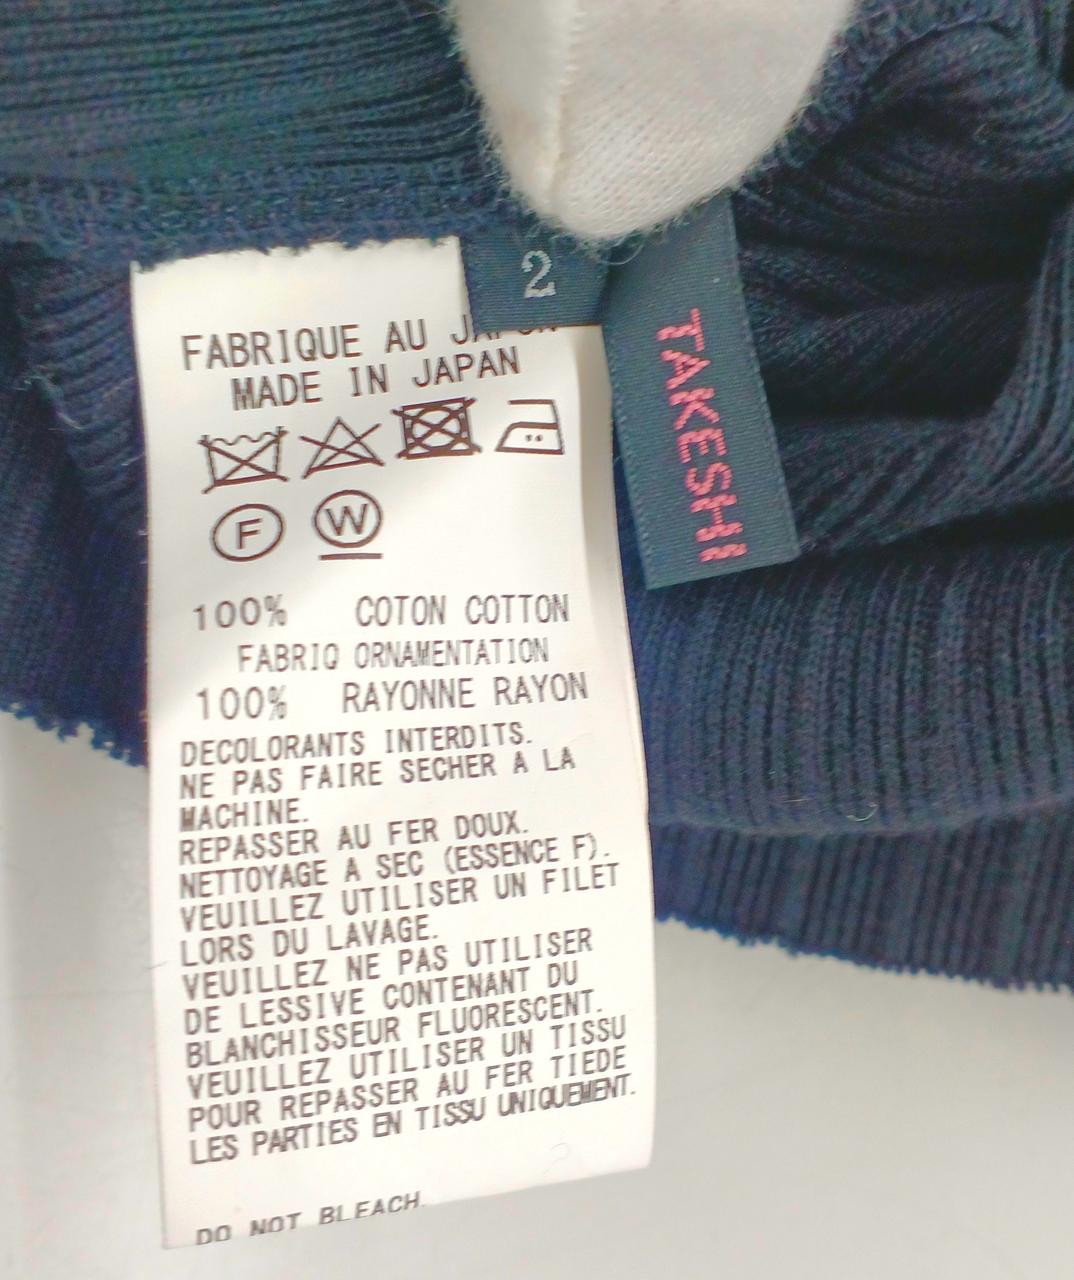 2
TAKESHI
FABRIQUE AU JAPON
MADE IN JAPAN
F
W
100% COTON COTTON
FABRIQ ORNAMENTATION
100% RAYONNE RAYON
DECOLORANTS INTERDITS.
NE PAS FAIRE SECHER A LA
MACHINE.
REPASSER AU FER DOUX.
NETTOYAGE A SEC (ESSENCE F).
VEUILLEZ UTILISER UN FILET
LORS DU LAVAGE.
VEUILLEZ NE PAS UTILISER
DE LESSIVE CONTENANT DU
BLANCHISSEUR FLUORESCENT.
VEUILLEZ UTILISER UN TISSU
POUR REPASSER AU FER TIEDE
LES PARTIES EN TISSU UNIQUEMENT.
DO NOT BLEACH.